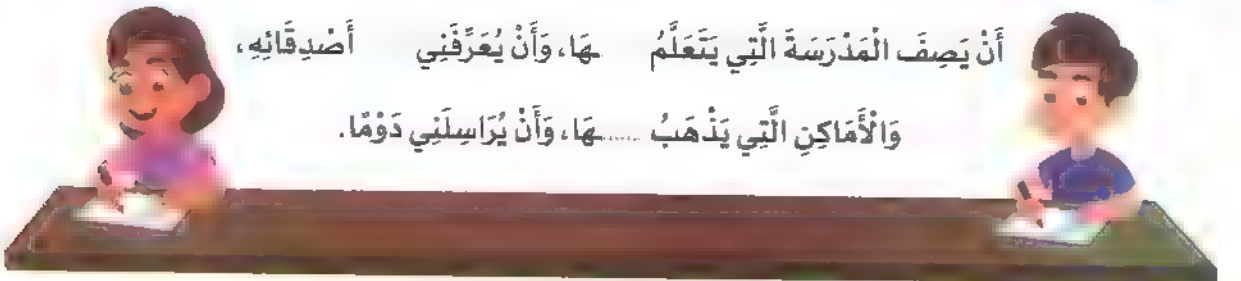 أَنْ يَصِفَ الْمَدْرَسَةَ الَّتِي يَتَعَلَّمُ ـهَا، وَأَنْ يُعَرِّفَنِي أَصْدِقَائِهِ،
وَالْأَمَاكِنِ الَّتِي يَذْهَبُ ......ـهَا، وَأَنْ يُرَاسِلَنِي دَوْمًا.